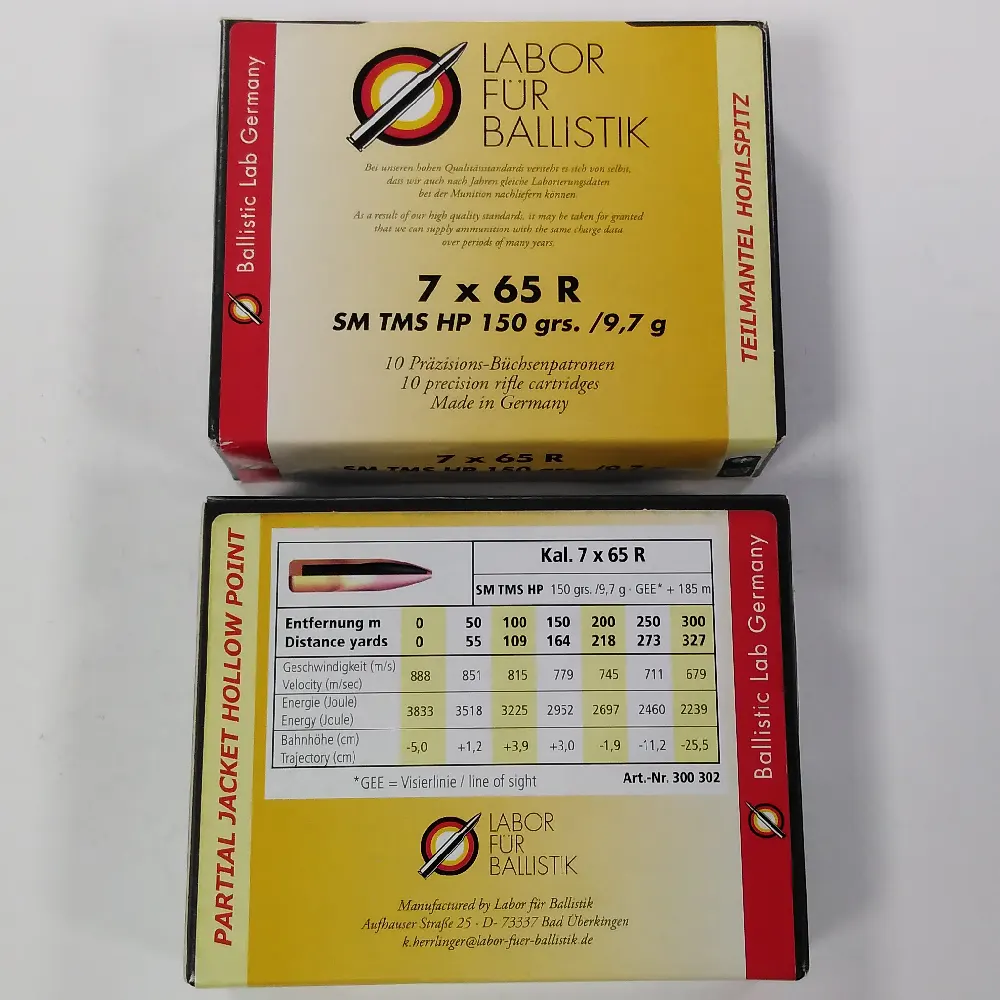 Ballistic Lab Germany
LABOR
FÜR
BALLISTIK
Bei unseren hohen Qualitätsstandards versteht es sich von selbst,
dass wir auch nach Jahren gleiche Laborierungsdaten
bei der Munition nachliefern können.
As a result of our high quality standards, it may be taken for granted
that we can supply ammunition with the same charge data
over periods of many years.
7 x 65 R
SM TMS HP 150 grs. /9,7 g
10 Präzisions-Büchsenpatronen
10 precision rifle cartridges
Made in Germany
TEILMANTEL HOHLSPITZ
7 x 65 R
SM TMS HP 150 grs. /9,7 g
PARTIAL JACKET HOLLOW POINT
Kal. 7 x 65 R
SM TMS HP 150 grs. /9,7 g · GEE* + 185 m
Entfernung m 0 50 100 150 200 250 300
Distance yards 0 55 109 164 218 273 327
Geschwindigkeit (m/s)
Velocity (m/sec) 888 851 815 779 745 711 679
Energie (Joule)
Energy (Joule) 3833 3518 3225 2952 2697 2460 2239
Bahnhöhe (cm)
Trajectory (cm) -5,0 +1,2 +3,9 +3,0 -1,9 -11,2 -25,5
*GEE = Visierlinie / line of sight
Art.-Nr. 300 302
LABOR
FÜR
BALLISTIK
Manufactured by Labor für Ballistik
Aufhauser Straße 25 - D- 73337 Bad Überkingen
k.herrlinger@labor-fuer-ballistik.de
Ballistic Lab Germany